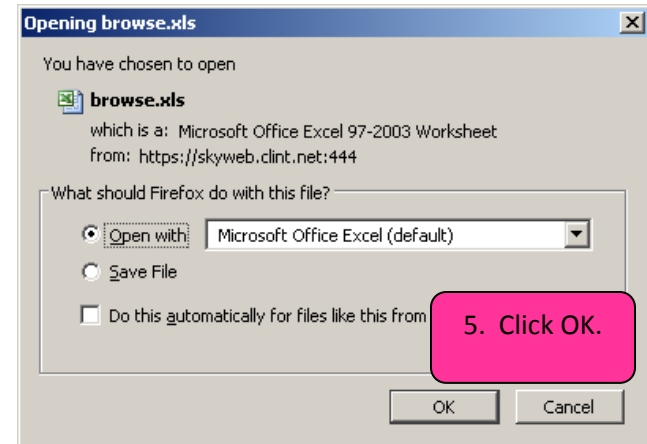 Opening browse.xls
You have chosen to open
browse.xls
which is a: Microsoft Office Excel 97-2003 Worksheet
from: https://skyweb.clint.net:444
What should Firefox do with this file?
Open with Microsoft Office Excel (default)
Save File
Do this automatically for files like this from
5. Click OK.
OK Cancel